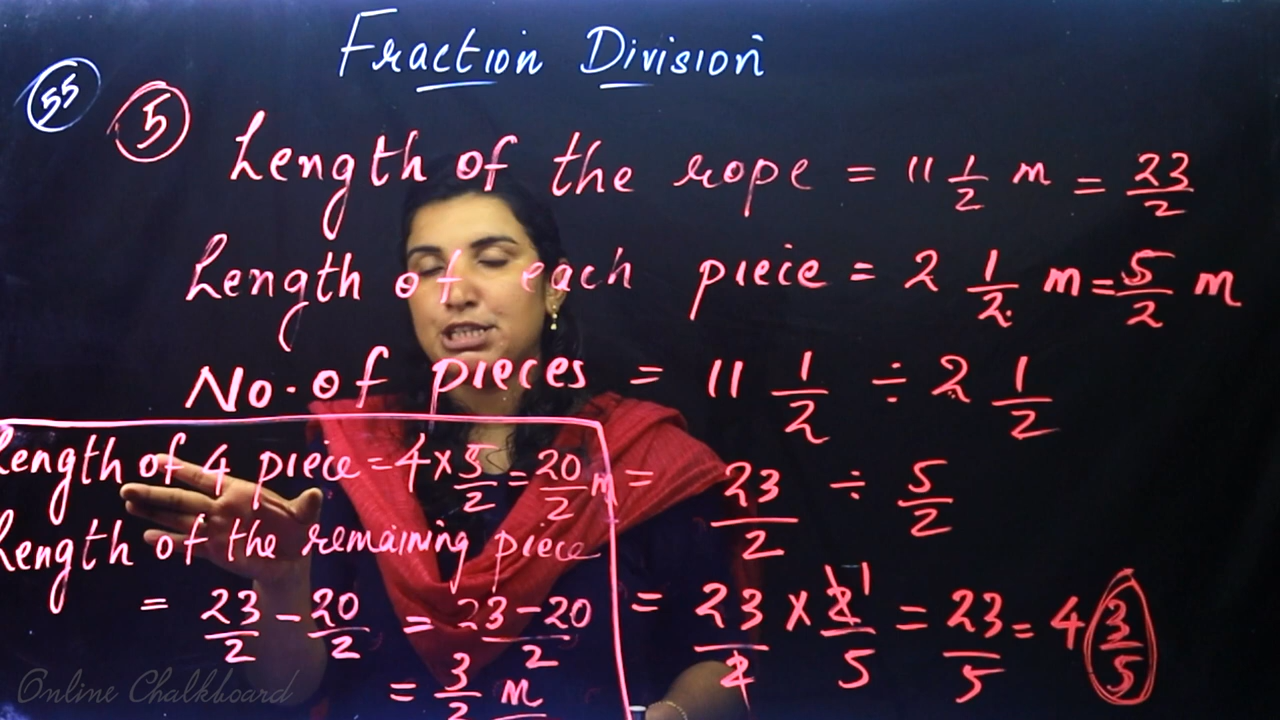 Fraction Division
55
5
Length of the rope = 11 1/2 m = 23/2
Length of each piece = 2 1/2 m = 5/2 m
No. of pieces = 11 1/2 ÷ 2 1/2
= 23/2 ÷ 5/2
= 23/2 × 2/5 1 = 23/5 = 4 3/5
Length of 4 piece = 4 × 5/2 = 20/2 m
Length of the remaining piece
= 23/2 - 20/2 = 23-20/2
= 3/2 m
Online Chalkboard